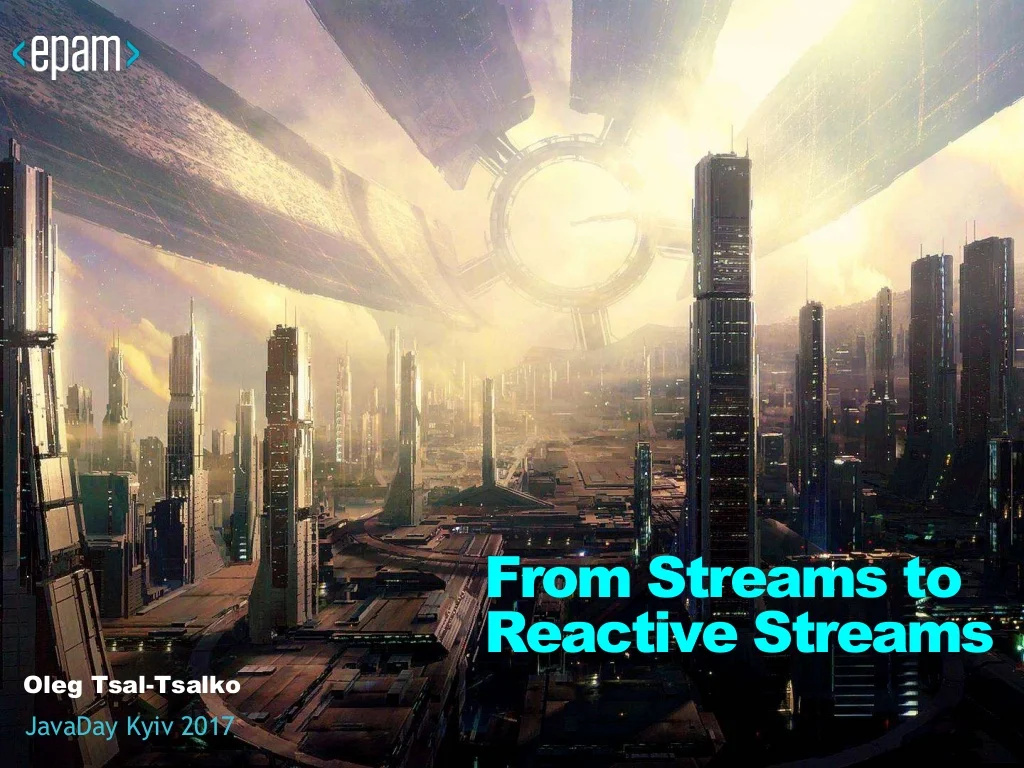 <epam>
From Streams to
Reactive Streams
Oleg Tsal-Tsalko
JavaDay Kyiv 2017